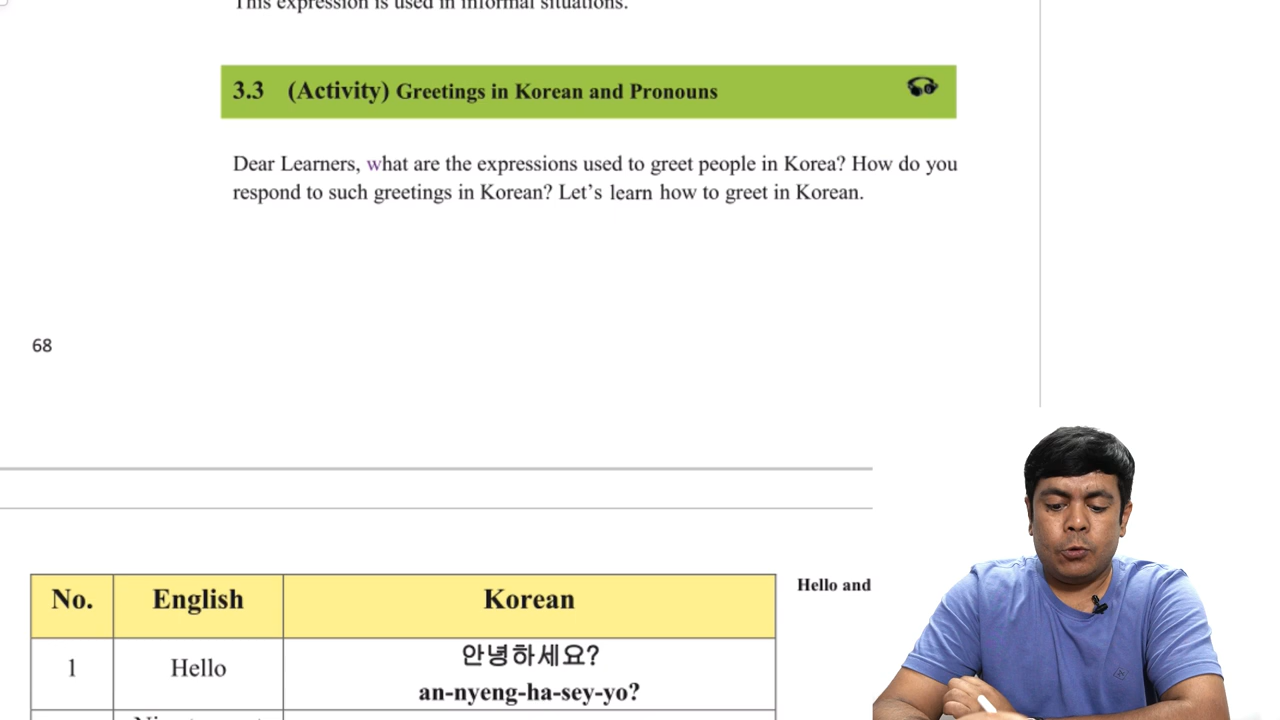 This expression is used in informal situations.
3.3 (Activity) Greetings in Korean and Pronouns
Dear Learners, what are the expressions used to greet people in Korea? How do you
respond to such greetings in Korean? Let’s learn how to greet in Korean.
68
No. English Korean
Hello and
1 Hello 안녕하세요?
an-nyeng-ha-sey-yo?